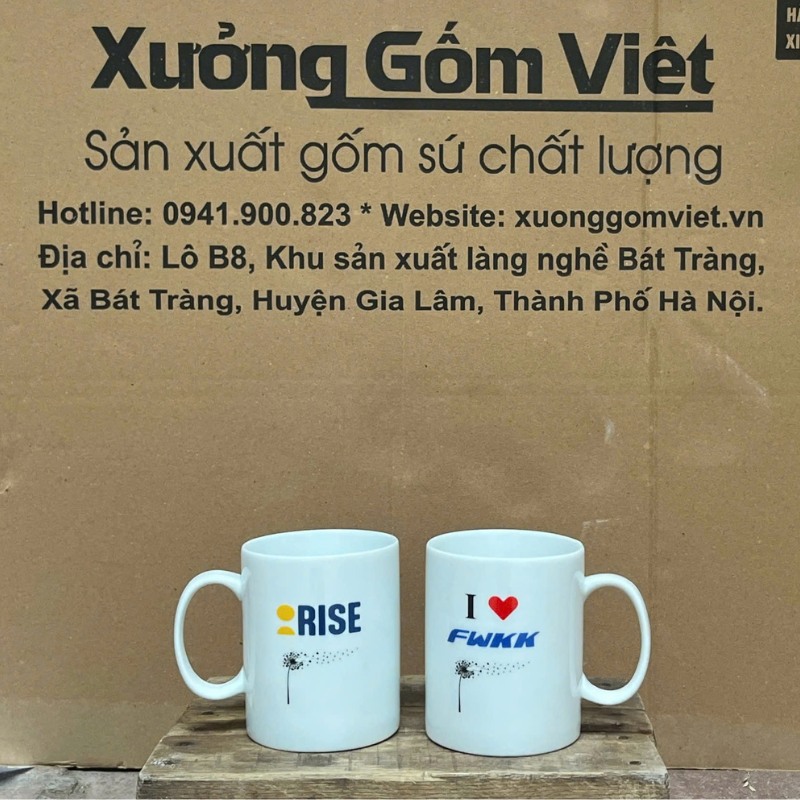 Xưởng Gốm Việt
Sản xuất gốm sứ chất lượng
Hotline: 0941.900.823 * Website: xuonggomviet.vn
Địa chỉ: Lô B8, Khu sản xuất làng nghề Bát Tràng,
Xã Bát Tràng, Huyện Gia Lâm, Thành Phố Hà Nội.
RISE
I
FWKK